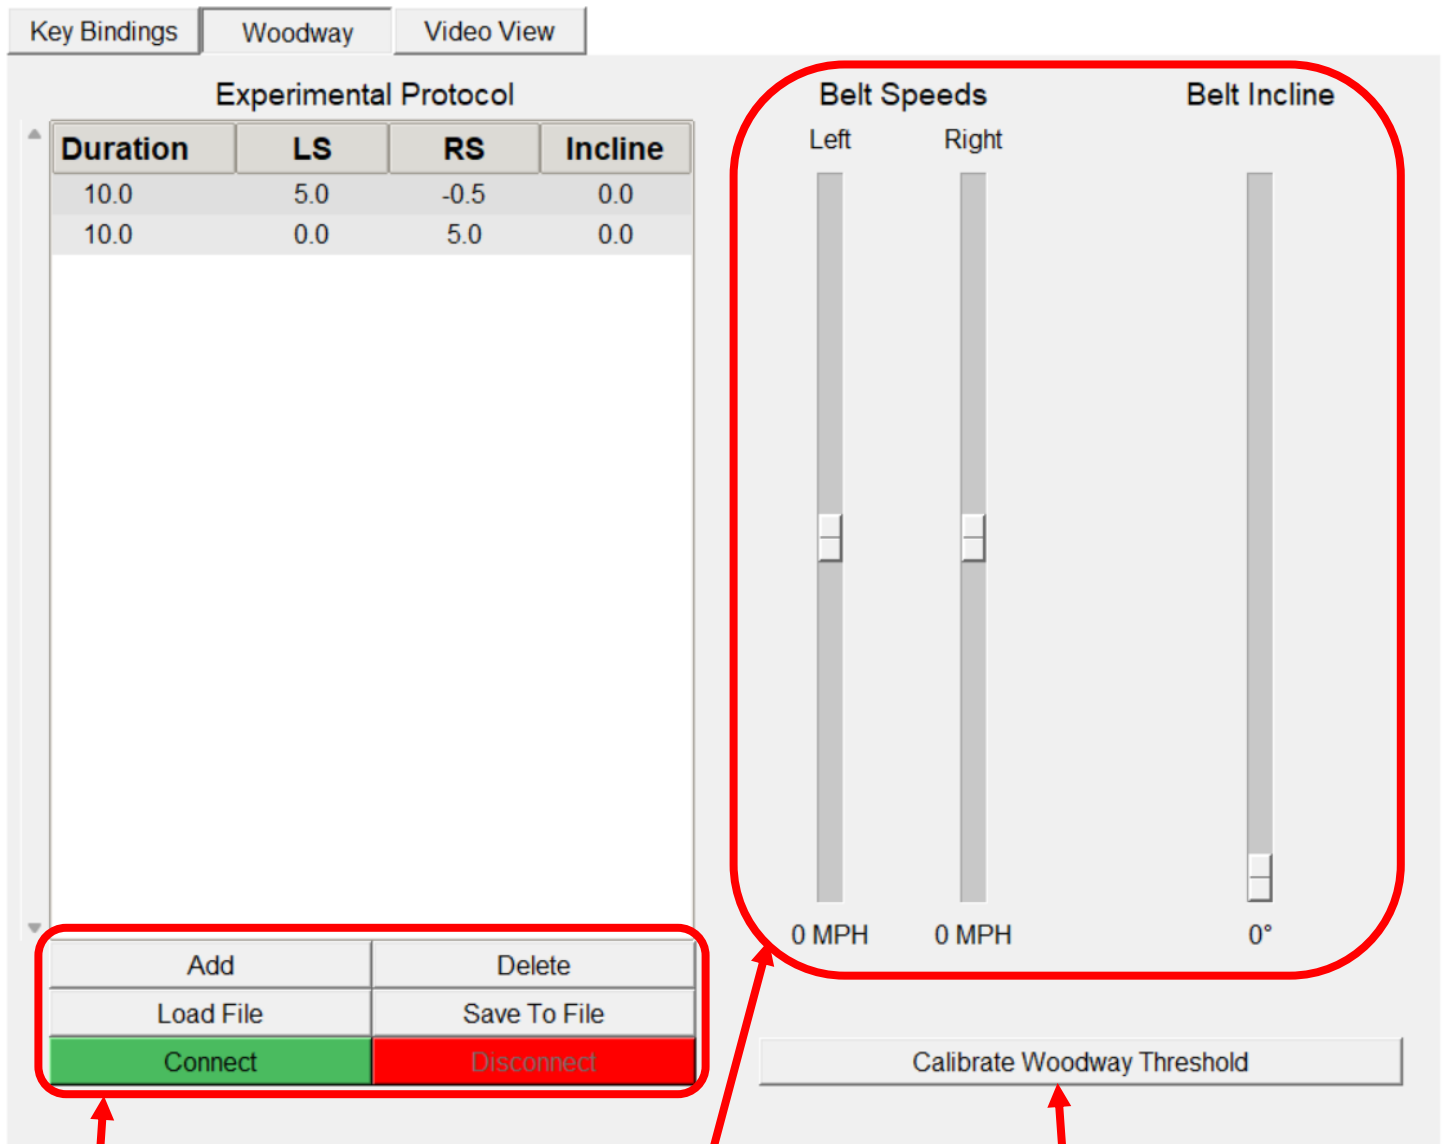 Key Bindings Woodway Video View
Experimental Protocol
Duration LS RS Incline
10.0 5.0 -0.5 0.0
10.0 0.0 5.0 0.0
Add Delete
Load File Save To File
Connect Disconnect
Belt Speeds Belt Incline
Left Right
0 MPH 0 MPH 0°
Calibrate Woodway Threshold